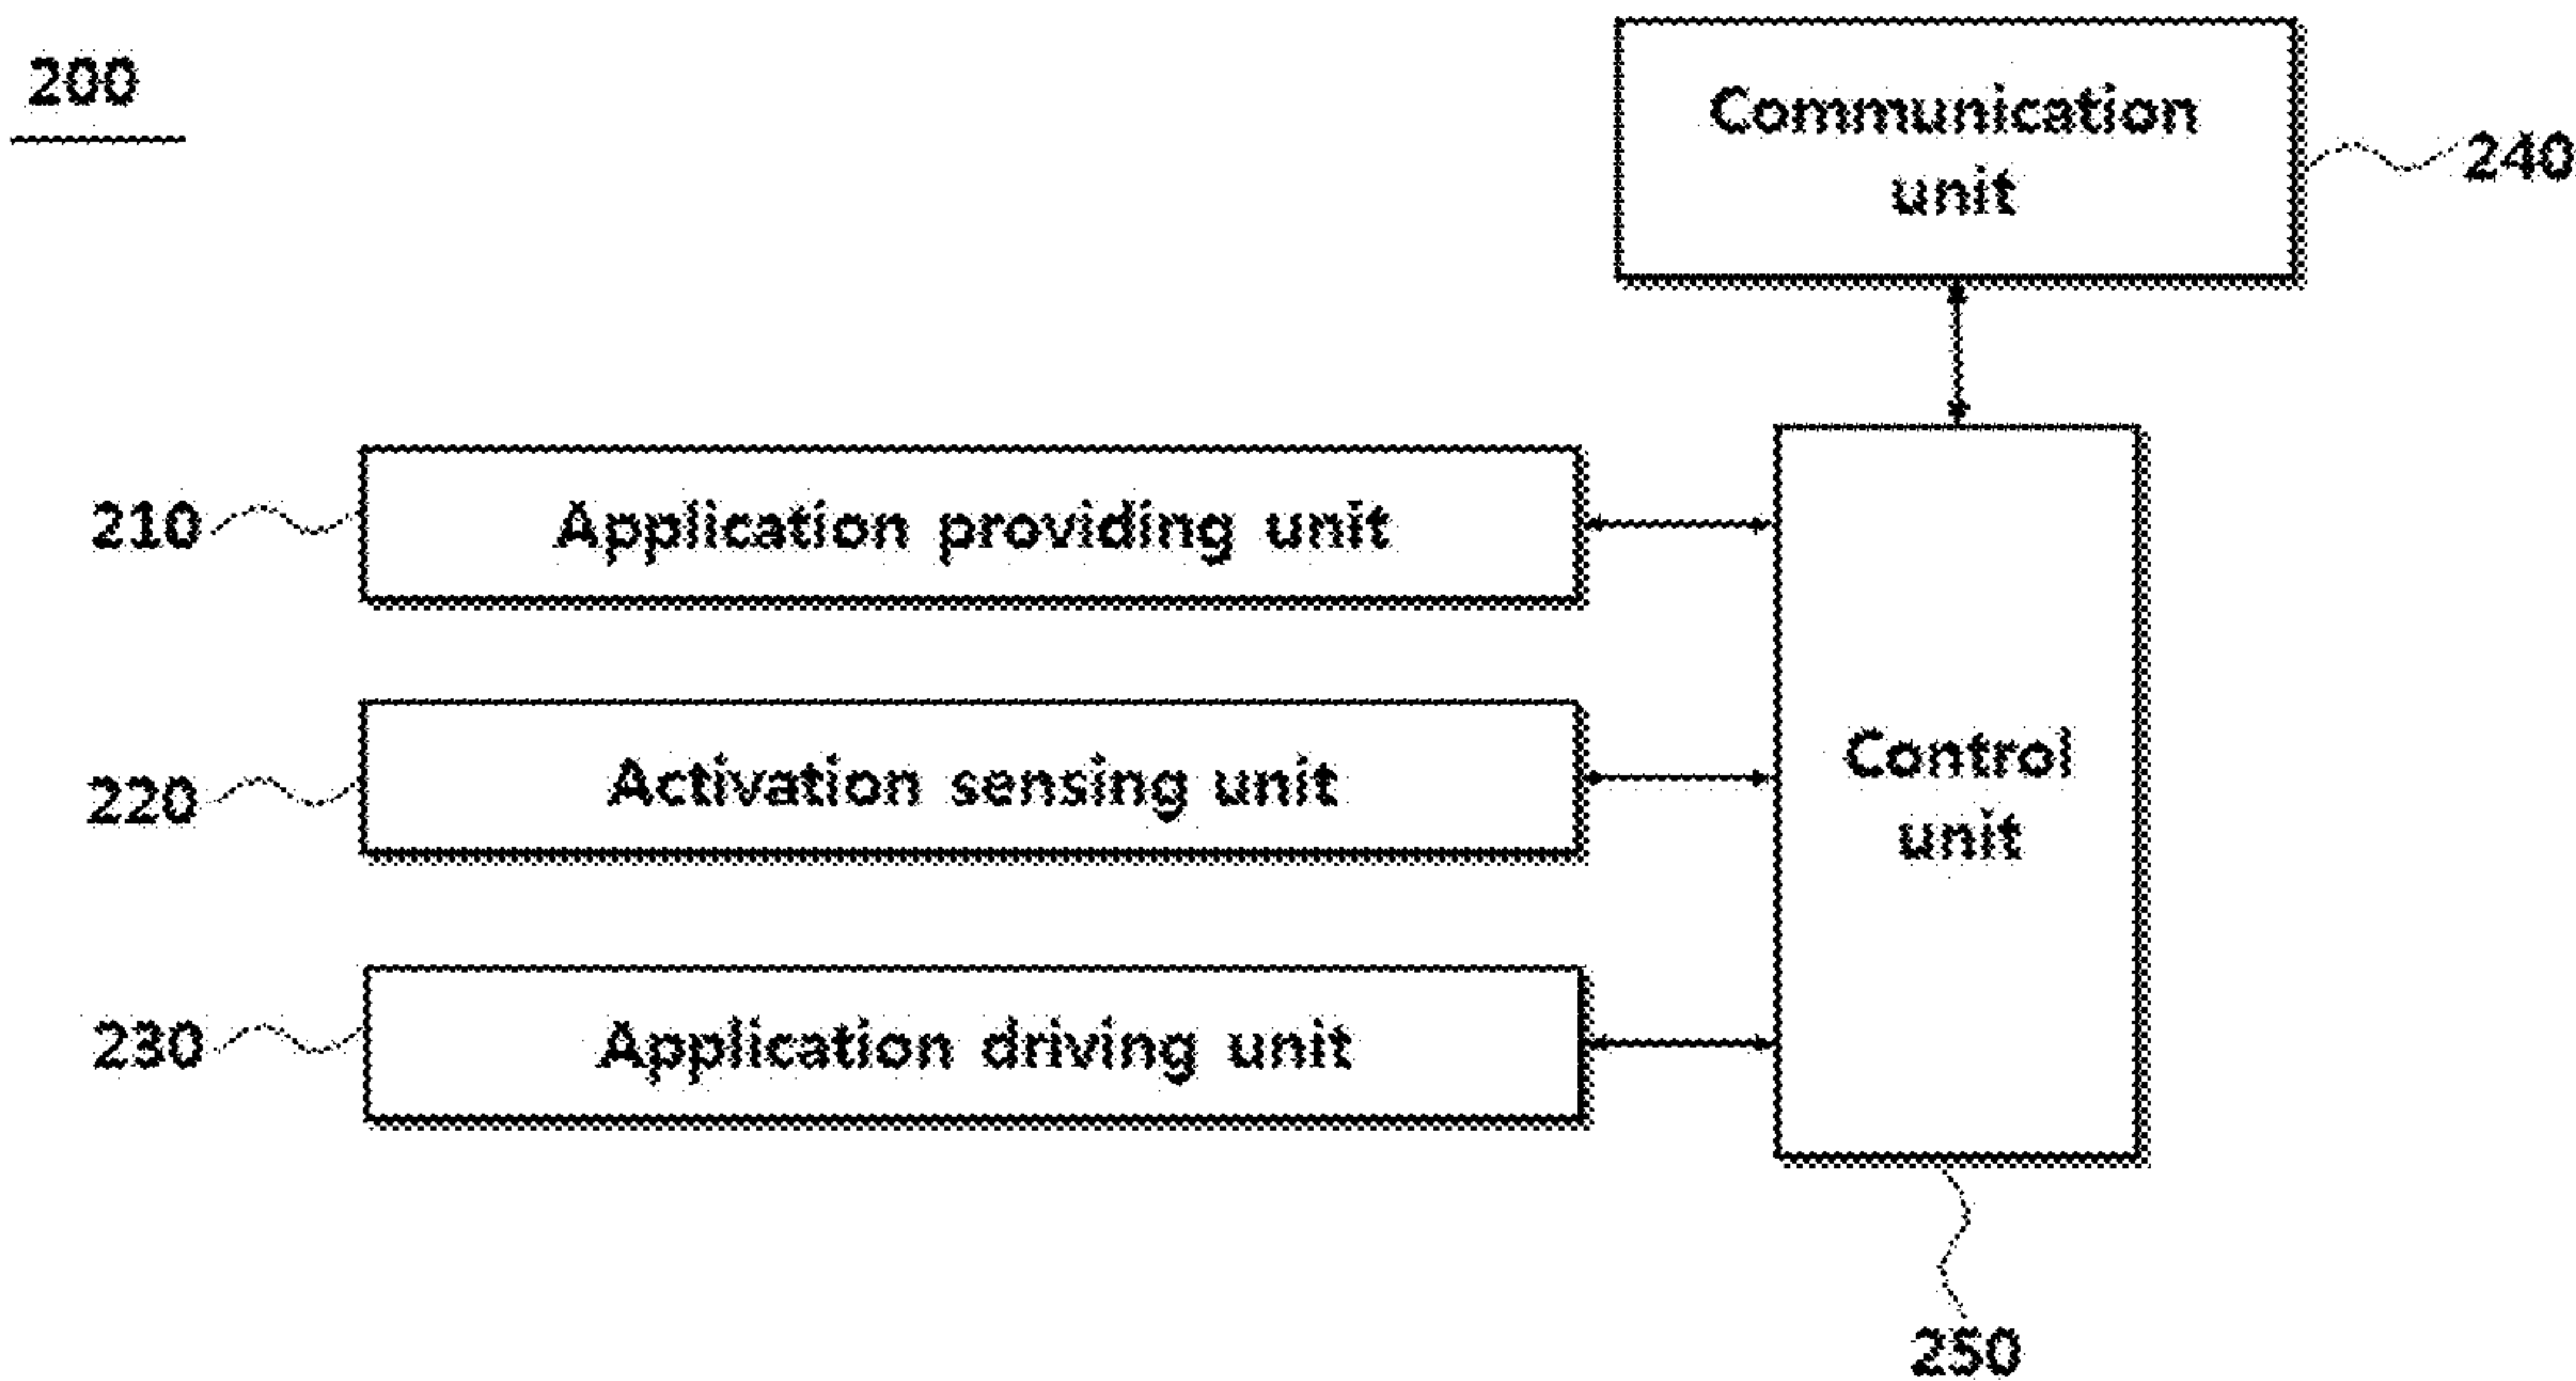 200
Communication
unit
240
210
Application providing unit
220
Activation sensing unit
Control
unit
230
Application driving unit
250